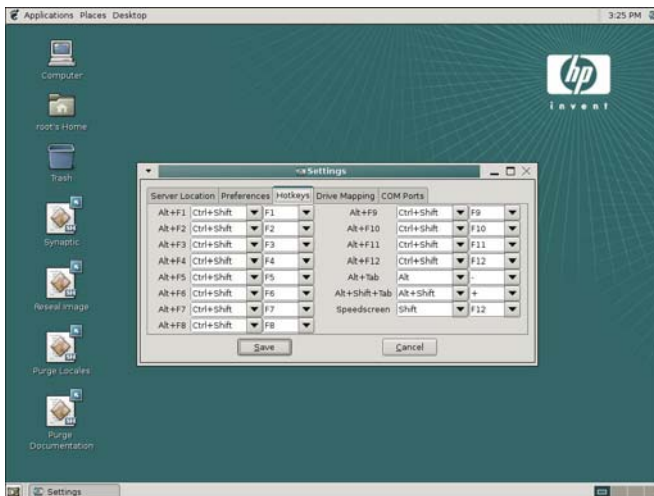 Applications Places Desktop 3:25 PM
Computer
root's Home
Trash
Synaptic
Reseal Image
Purge Locales
Purge
Documentation
hp
invent
Settings
Server Location Preferences Hotkeys Drive Mapping COM Ports
Alt+F1 Ctrl+Shift F1 Alt+F9 Ctrl+Shift F9
Alt+F2 Ctrl+Shift F2 Alt+F10 Ctrl+Shift F10
Alt+F3 Ctrl+Shift F3 Alt+F11 Ctrl+Shift F11
Alt+F4 Ctrl+Shift F4 Alt+F12 Ctrl+Shift F12
Alt+F5 Ctrl+Shift F5 Alt+Tab Alt -
Alt+F6 Ctrl+Shift F6 Alt+Shift+Tab Alt+Shift +
Alt+F7 Ctrl+Shift F7 Speedscreen Shift F12
Alt+F8 Ctrl+Shift F8
Save Cancel
Settings